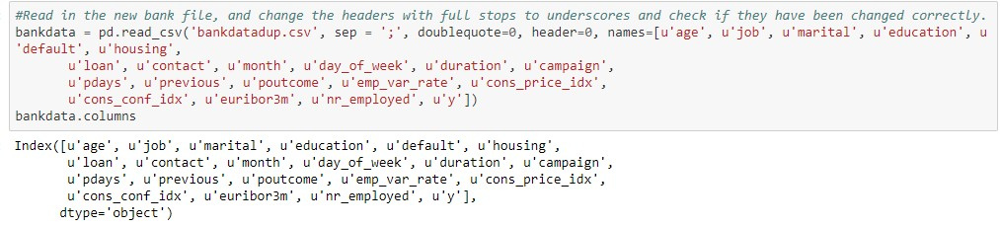 #Read in the new bank file, and change the headers with full stops to underscores and check if they have been changed correctly.
bankdata = pd.read_csv('bankdatadup.csv', sep = ';', doublequote=0, header=0, names=[u'age', u'job', u'marital', u'education', u
'default', u'housing',
u'loan', u'contact', u'month', u'day_of_week', u'duration', u'campaign',
u'pdays', u'previous', u'poutcome', u'emp_var_rate', u'cons_price_idx',
u'cons_conf_idx', u'euribor3m', u'nr_employed', u'y'])
bankdata.columns
Index([u'age', u'job', u'marital', u'education', u'default', u'housing',
u'loan', u'contact', u'month', u'day_of_week', u'duration', u'campaign',
u'pdays', u'previous', u'poutcome', u'emp_var_rate', u'cons_price_idx',
u'cons_conf_idx', u'euribor3m', u'nr_employed', u'y'],
dtype='object')